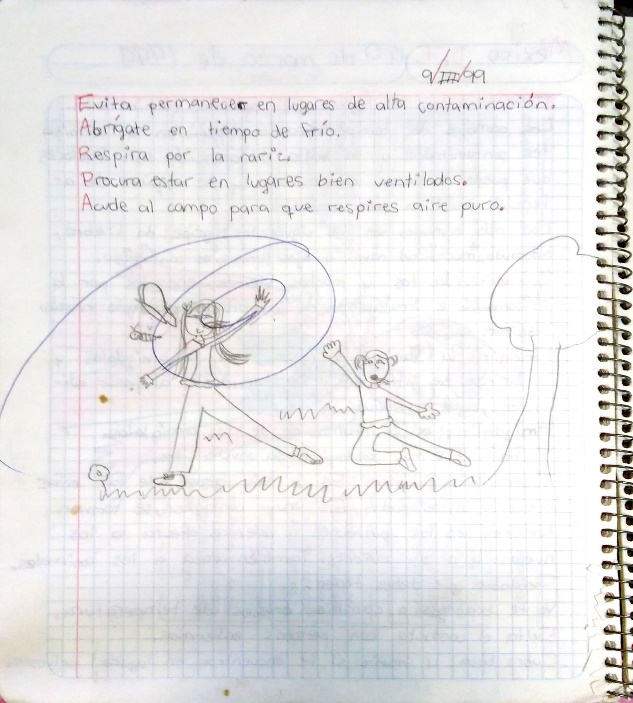 9/III/99
Evita permanecer en lugares de alta contaminación.
Abrígate en tiempo de frío.
Respira por la nariz.
Procura estar en lugares bien ventilados.
Acude al campo para que respires aire puro.